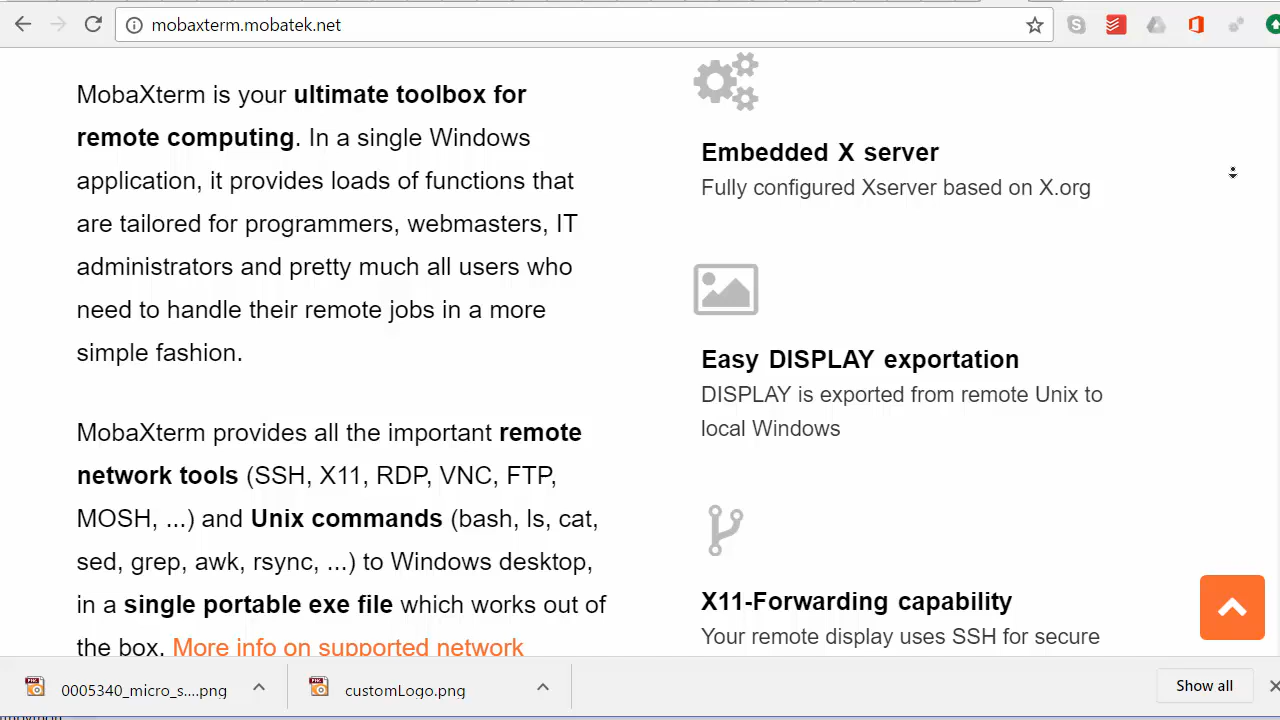 mobaxterm.mobatek.net
MobaXterm is your ultimate toolbox for
remote computing. In a single Windows
application, it provides loads of functions that
are tailored for programmers, webmasters, IT
administrators and pretty much all users who
need to handle their remote jobs in a more
simple fashion.
MobaXterm provides all the important remote
network tools (SSH, X11, RDP, VNC, FTP,
MOSH, ...) and Unix commands (bash, ls, cat,
sed, grep, awk, rsync, ...) to Windows desktop,
in a single portable exe file which works out of
the box. More info on supported network
Embedded X server
Fully configured Xserver based on X.org
Easy DISPLAY exportation
DISPLAY is exported from remote Unix to
local Windows
X11-Forwarding capability
Your remote display uses SSH for secure
0005340_micro_s....png
customLogo.png
Show all